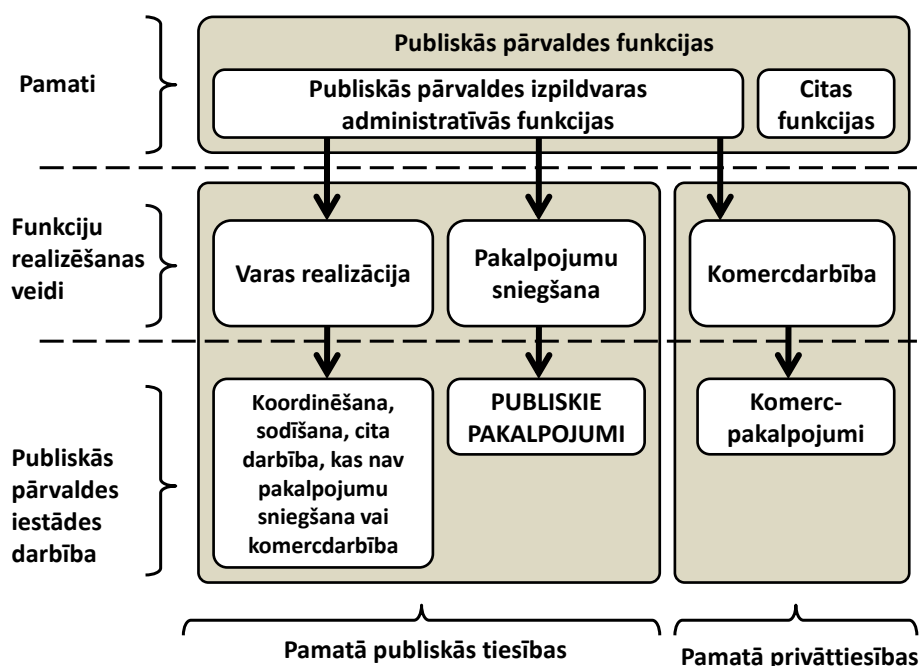 Publiskās pārvaldes funkcijas
Pamati
Publiskās pārvaldes izpildvaras
administratīvās funkcijas
Citas
funkcijas
Funkciju
realizēšanas
veidi
Varas realizācija
Pakalpojumu
sniegšana
Komercdarbība
Publiskās
pārvaldes
iestādes
darbība
Koordinēšana,
sodīšana, cita
darbība, kas nav
pakalpojumu
sniegšana vai
komercdarbība
PUBLISKIE
PAKALPOJUMI
Komerc-
pakalpojumi
Pamatā publiskās tiesības
Pamatā privāttiesības